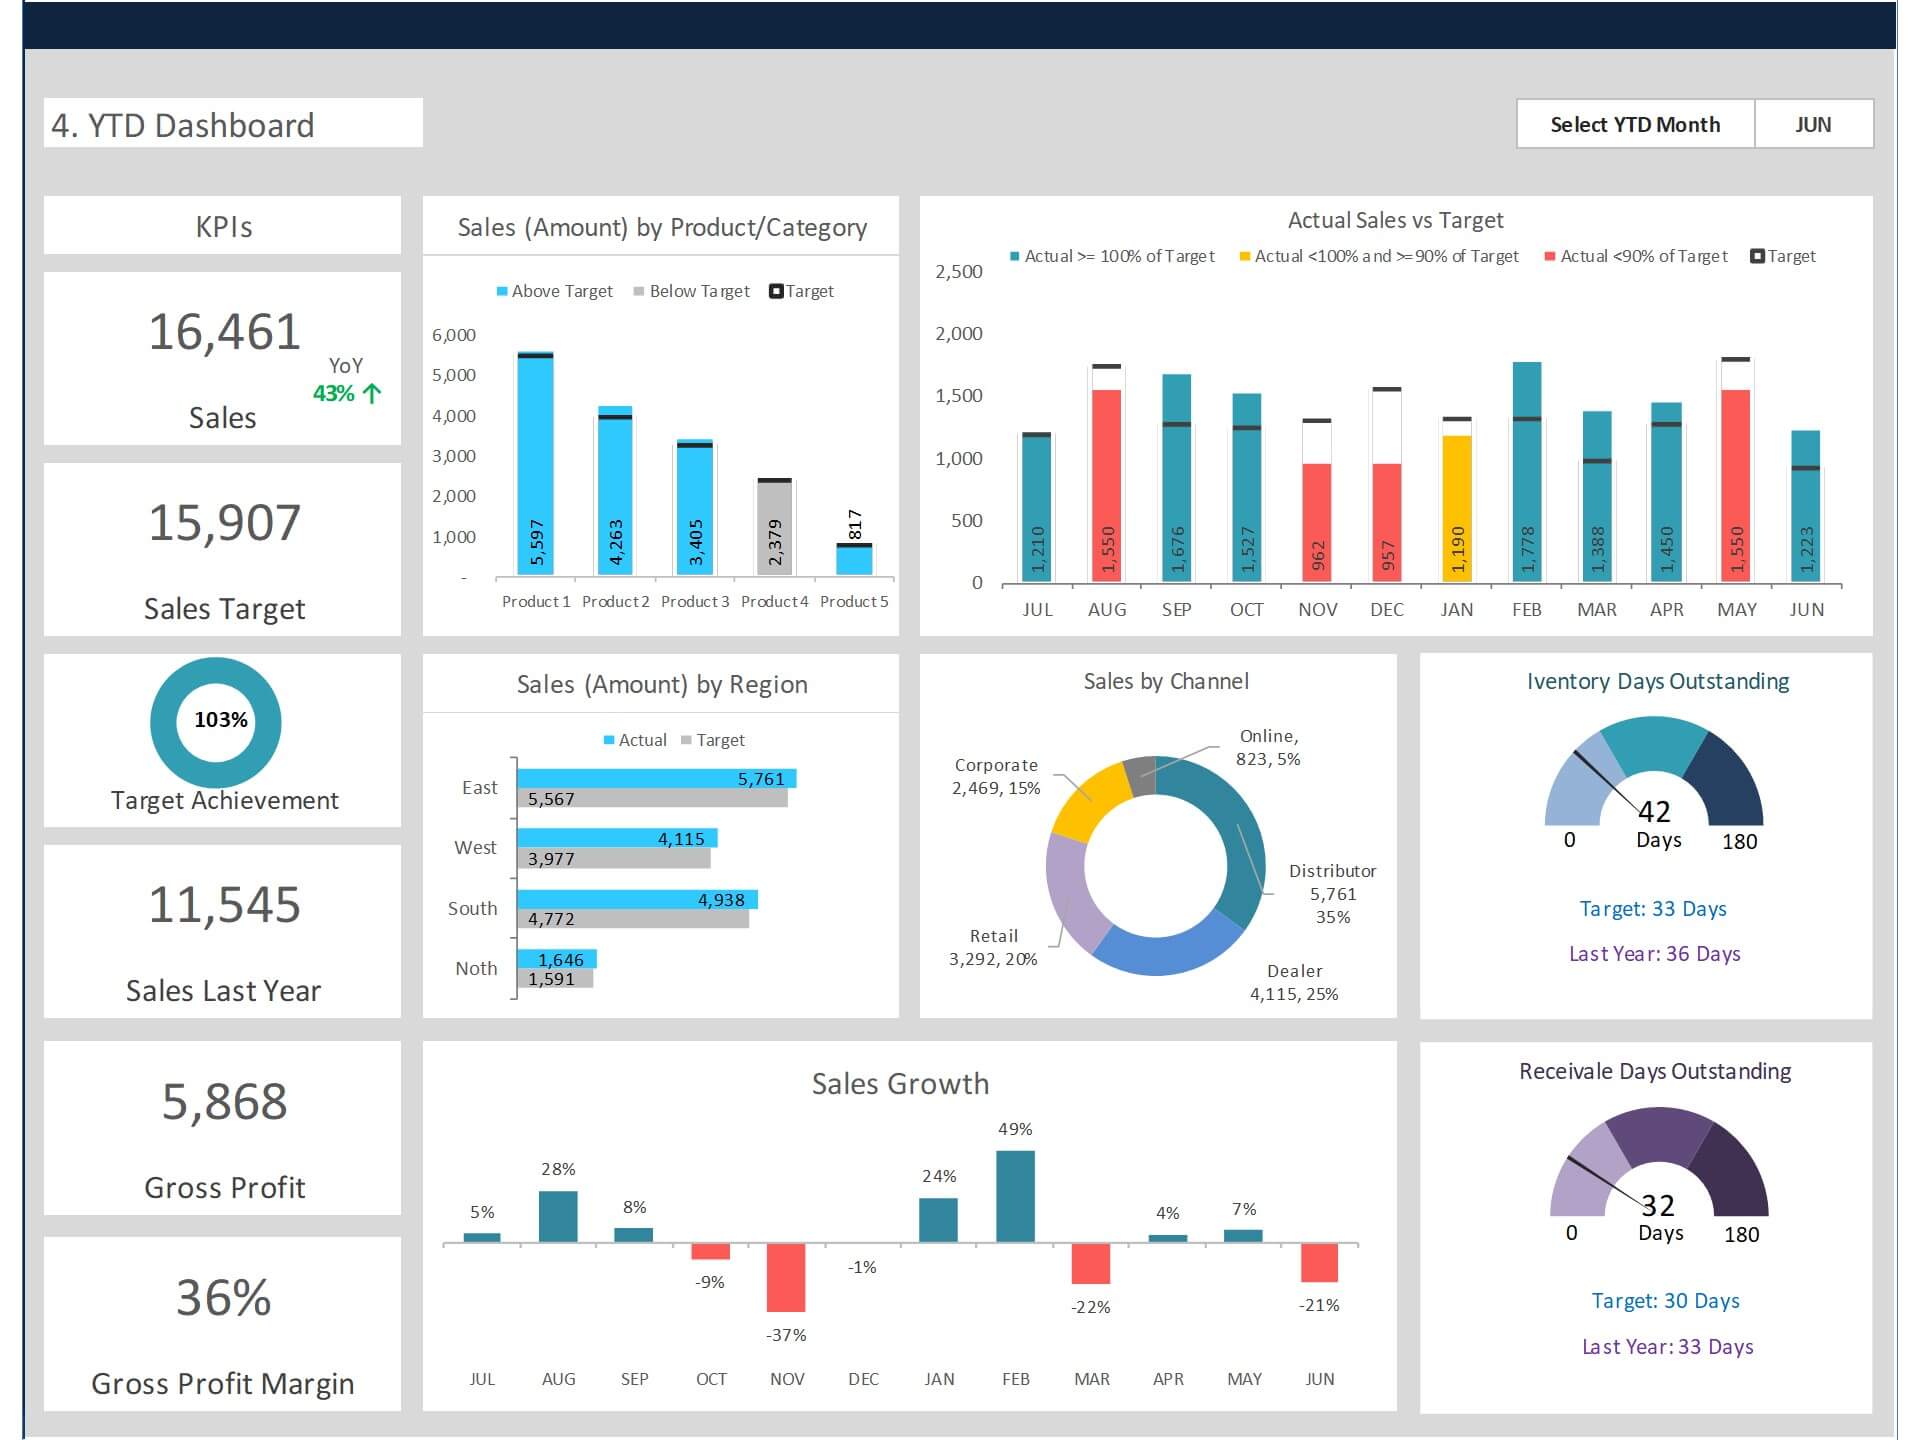 4. YTD Dashboard
Select YTD Month JUN
KPIs
16,461
YoY
43% ↑
Sales
15,907
Sales Target
103%
Target Achievement
11,545
Sales Last Year
5,868
Gross Profit
36%
Gross Profit Margin
Sales (Amount) by Product/Category
Above Target Below Target Target
6,000
5,000
4,000
3,000
2,000
1,000
-
5,597 4,263 3,405 2,379 817
Product 1 Product 2 Product 3 Product 4 Product 5
Actual Sales vs Target
Actual >= 100% of Target Actual <100% and >=90% of Target Actual <90% of Target Target
2,500
2,000
1,500
1,000
500
0
1,210 1,550 1,676 1,527 962 957 1,190 1,778 1,388 1,450 1,550 1,223
JUL AUG SEP OCT NOV DEC JAN FEB MAR APR MAY JUN
Sales (Amount) by Region
Actual Target
East 5,761
5,567
West 4,115
3,977
South 4,938
4,772
Noth 1,646
1,591
Sales by Channel
Online,
823, 5%
Corporate
2,469, 15%
Distributor
5,761
35%
Retail
3,292, 20%
Dealer
4,115, 25%
Iventory Days Outstanding
42
0 Days 180
Target: 33 Days
Last Year: 36 Days
Sales Growth
5% 28% 8% -9% -37% -1% 24% 49% -22% 4% 7% -21%
JUL AUG SEP OCT NOV DEC JAN FEB MAR APR MAY JUN
Receivale Days Outstanding
32
0 Days 180
Target: 30 Days
Last Year: 33 Days